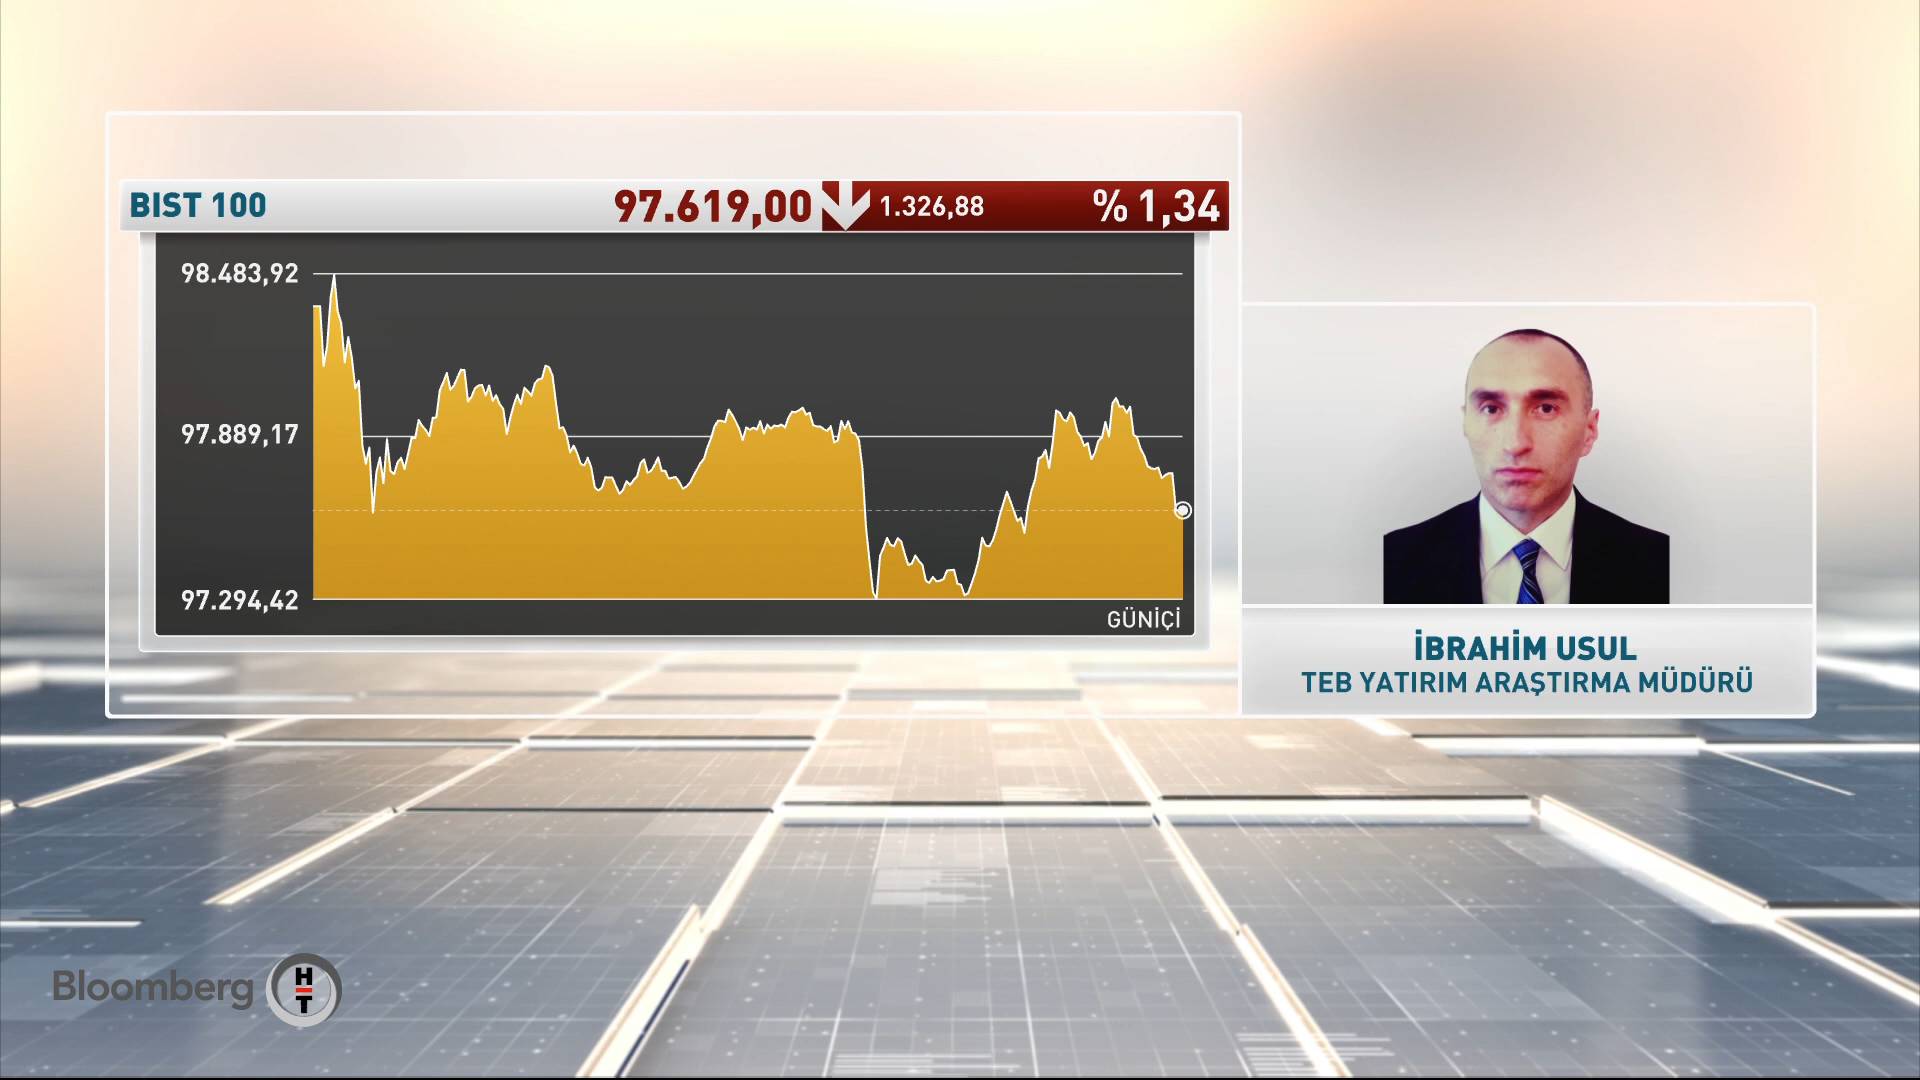 BIST 100 97.619,00 1.326,88 % 1,34
98.483,92
97.889,17
97.294,42
GÜNİÇİ
İBRAHİM USUL
TEB YATIRIM ARAŞTIRMA MÜDÜRÜ
Bloomberg HT